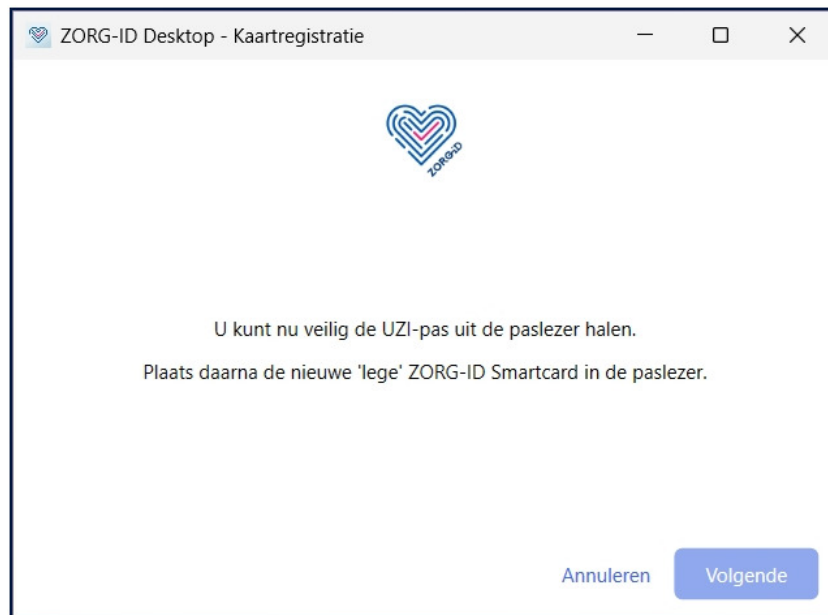 ZORG-ID Desktop - Kaartregistratie
ZORG-ID
U kunt nu veilig de UZI-pas uit de paslezer halen.
Plaats daarna de nieuwe 'lege' ZORG-ID Smartcard in de paslezer.
Annuleren
Volgende